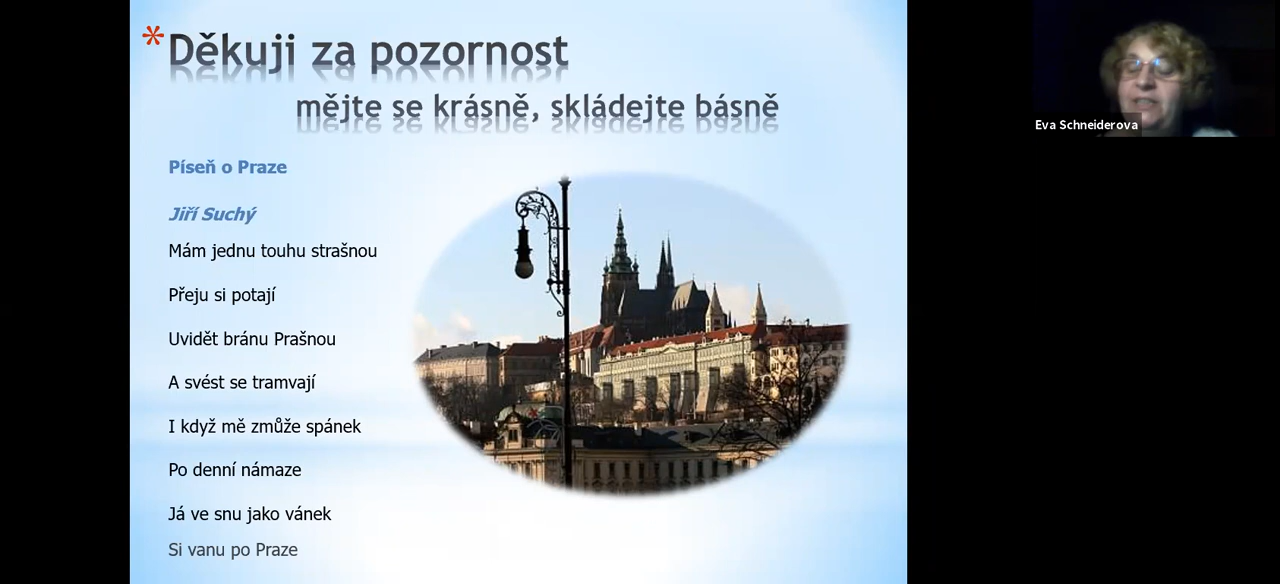 * Děkuji za pozornost
mějte se krásně, skládejte básně
Píseň o Praze
Jiří Suchý
Mám jednu touhu strašnou
Přeju si potají
Uvidět bránu Prašnou
A svést se tramvají
I když mě zmůže spánek
Po denní námaze
Já ve snu jako vánek
Si vanu po Praze
Eva Schneiderova